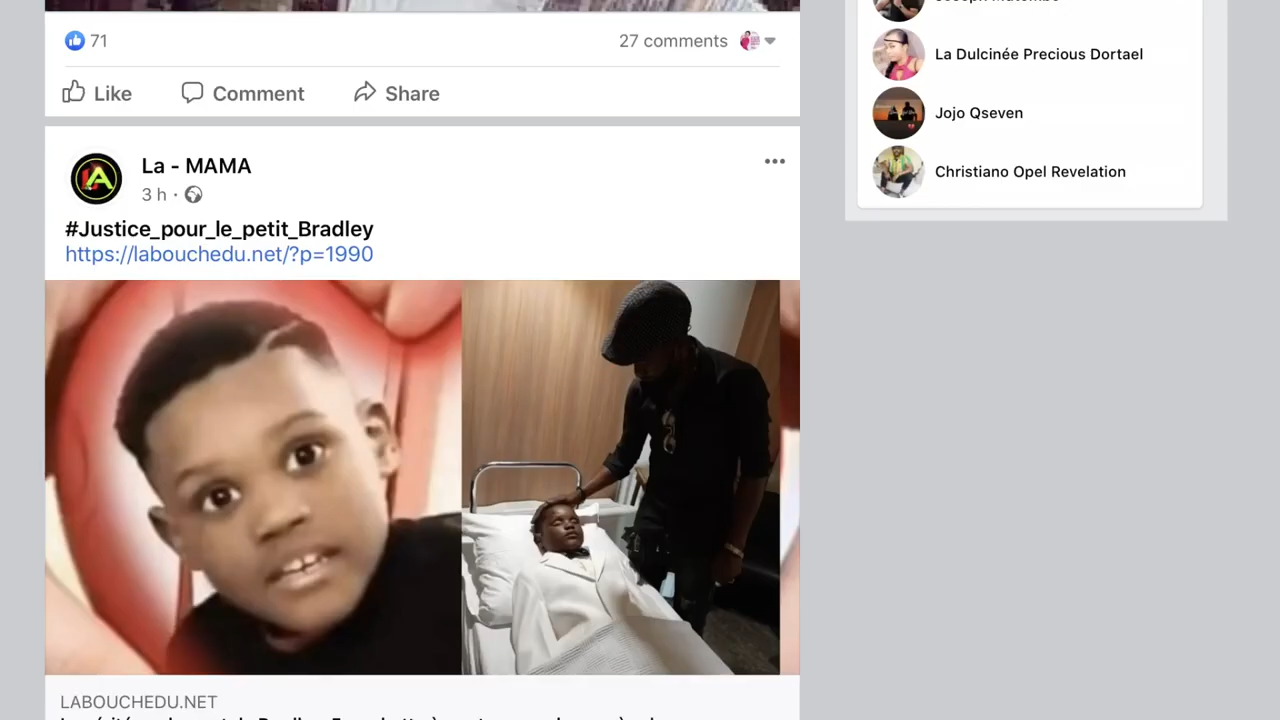 71
27 comments
Like
Comment
Share
La - MAMA
3 h ·
#Justice_pour_le_petit_Bradley
https://labouchedu.net/?p=1990
LABOUCHEDU.NET
La Dulcinée Precious Dortael
Jojo Qseven
Christiano Opel Revelation